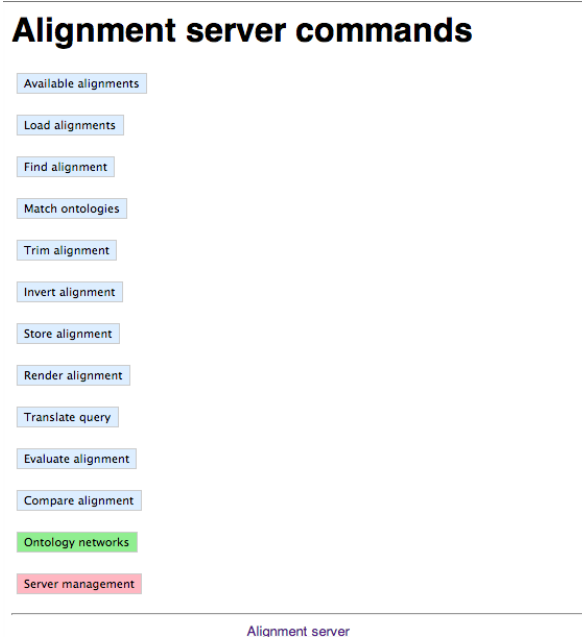 Alignment server commands
Available alignments
Load alignments
Find alignment
Match ontologies
Trim alignment
Invert alignment
Store alignment
Render alignment
Translate query
Evaluate alignment
Compare alignment
Ontology networks
Server management
Alignment server